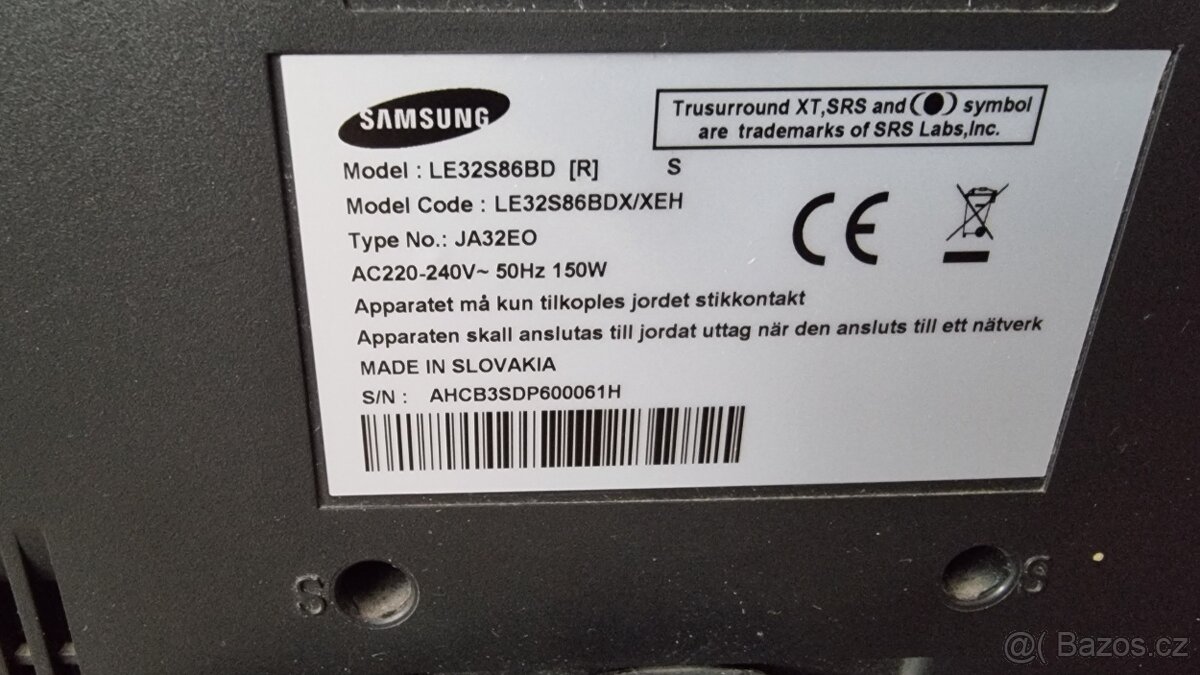 SAMSUNG
Trusurround XT,SRS and (●) symbol
are trademarks of SRS Labs,Inc.
Model : LE32S86BD [R] S
Model Code : LE32S86BDX/XEH
Type No.: JA32EO
AC220-240V~ 50Hz 150W
CE
Apparatet må kun tilkoples jordet stikkontakt
Apparaten skall anslutas till jordat uttag när den ansluts till ett nätverk
MADE IN SLOVAKIA
S/N : AHCB3SDP600061H
S
S
@( Bazos.cz